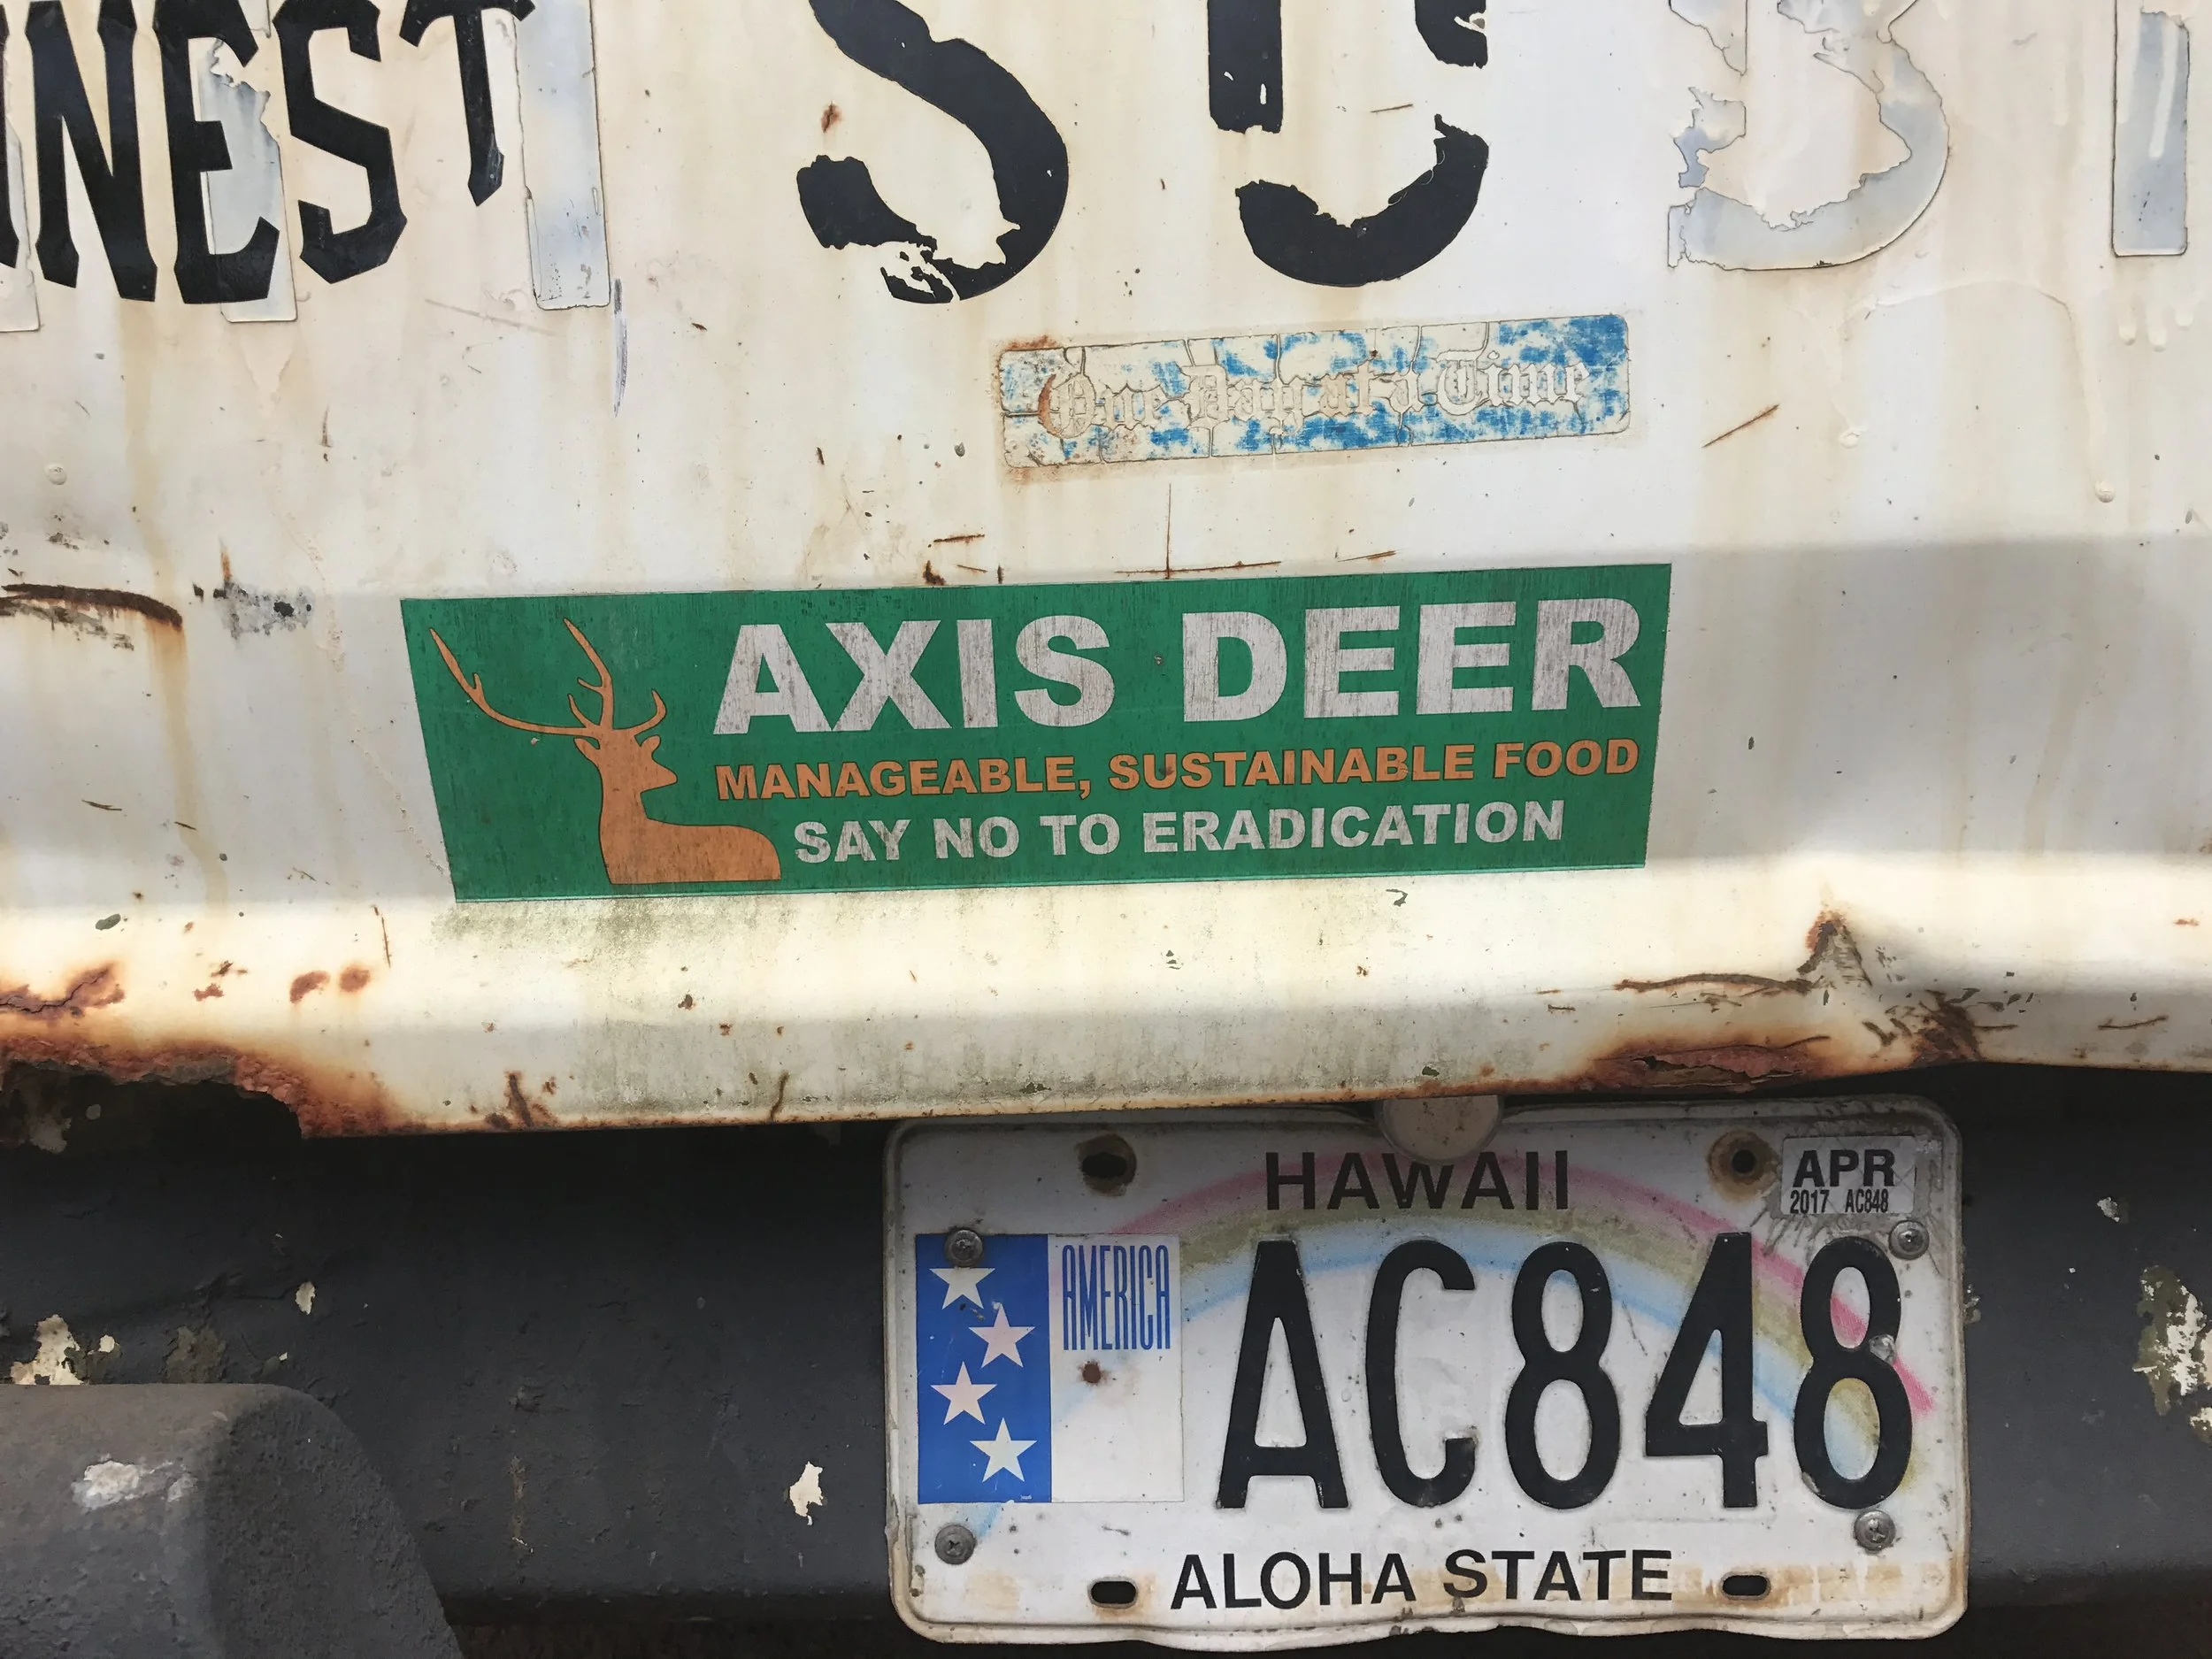 NEST
S U B
One Day at a Time
AXIS DEER
MANAGEABLE, SUSTAINABLE FOOD
SAY NO TO ERADICATION
HAWAII
APR
2017 AC848
AMERICA
AC848
ALOHA STATE